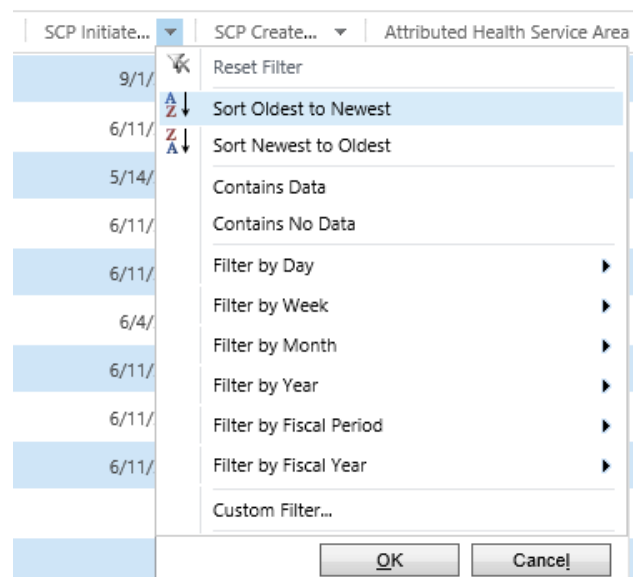 SCP Initiate... SCP Create... Attributed Health Service Area
9/1/
6/11/
5/14/
6/11/
6/11/
6/4/
6/11/
6/11/
6/11/
Reset Filter
Sort Oldest to Newest
Sort Newest to Oldest
Contains Data
Contains No Data
Filter by Day
Filter by Week
Filter by Month
Filter by Year
Filter by Fiscal Period
Filter by Fiscal Year
Custom Filter...
OK Cancel